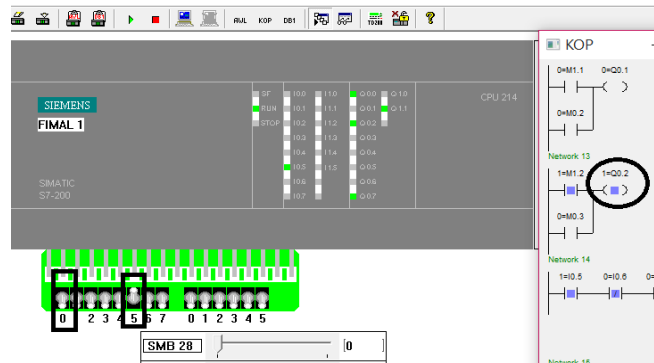 AWL KOP DB1 TD200 ?
KOP
SIEMENS
FIMAL 1
SIMATIC
S7-200
SF
RUN
STOP
I0.0 I1.0 Q0.0 Q1.0
I0.1 I1.1 Q0.1 Q1.1
I0.2 I1.2 Q0.2
I0.3 I1.3 Q0.3
I0.4 I1.4 Q0.4
I0.5 I1.5 Q0.5
I0.6 Q0.6
I0.7 Q0.7
CPU 214
0 2 3 4 5 6 7 0 1 2 3 4 5
SMB 28 0
0=M1.1 0=Q0.1
0=M0.2
Network 13
1=M1.2 1=Q0.2
0=M0.3
Network 14
1=I0.5 0=I0.6 0=
Network 15